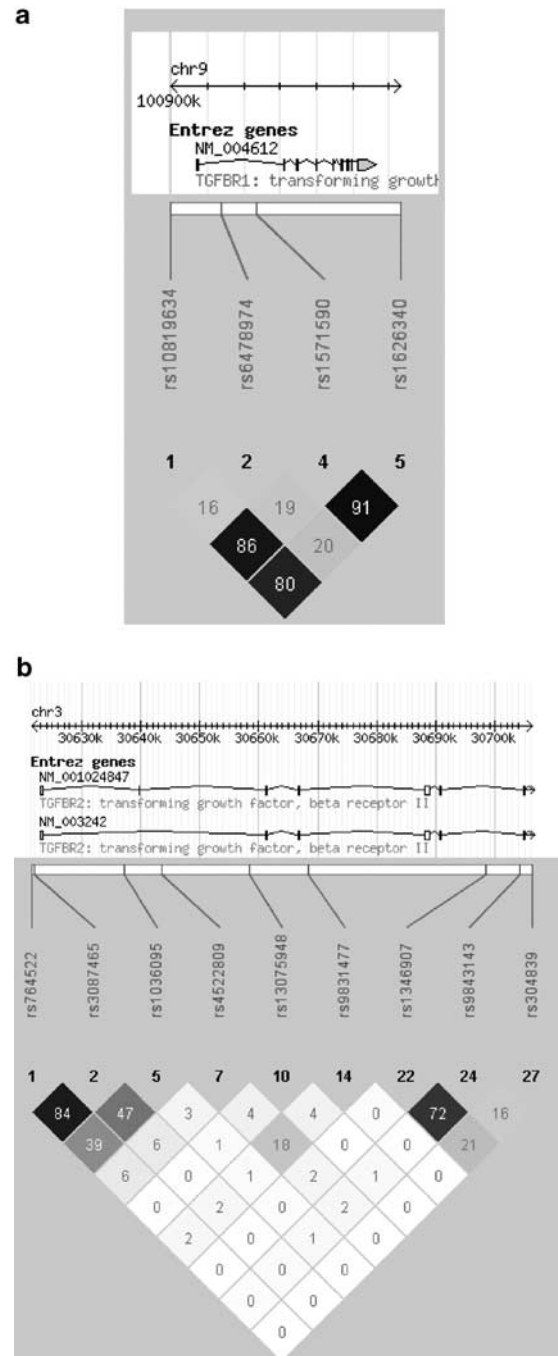 a
chr9
100900k
Entrez genes
NM_004612
TGFBR1: transforming growth
rs10819634 rs6478974 rs1571590 rs1626340
1 2 4 5
16 19 91
86 20
80
b
chr3
30630k 30640k 30650k 30660k 30670k 30680k 30690k 30700k
Entrez genes
NM_001024847
TGFBR2: transforming growth factor, beta receptor II
NM_003242
TGFBR2: transforming growth factor, beta receptor II
rs764522 rs3087465 rs1036095 rs4522809 rs13075948 rs9831477 rs1346907 rs9843143 rs304839
1 2 5 7 10 14 22 24 27
84 47 3 4 4 0 72 16
39 6 1 18 0 0 21
6 0 1 2 1 0
0 2 0 2 0
2 0 1 0
0 0 0
0 0
0